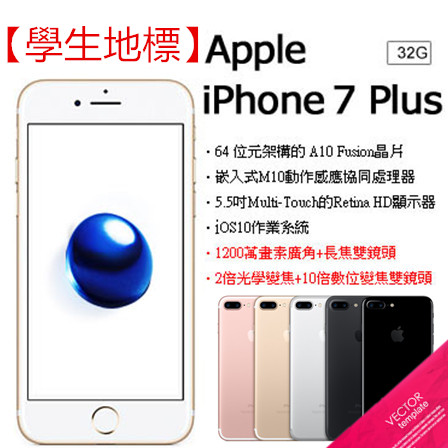 【學生地標】Apple
32G
iPhone 7 Plus
・64 位元架構的 A10 Fusion晶片
・嵌入式M10動作感應協同處理器
・5.5吋Multi-Touch的Retina HD顯示器
・iOS10作業系統
・1200萬畫素廣角+長焦雙鏡頭
・2倍光學變焦+10倍數位變焦雙鏡頭
VECTOR
template